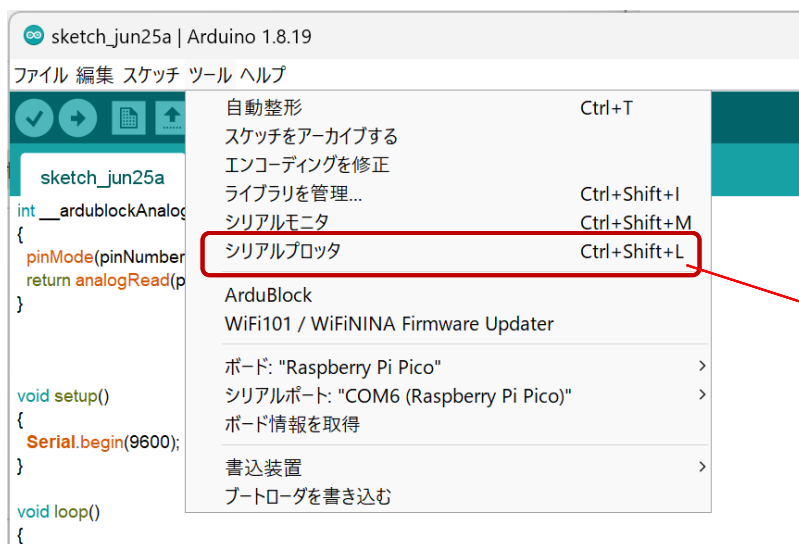 sketch_jun25a | Arduino 1.8.19
ファイル 編集 スケッチ ツール ヘルプ
自動整形 Ctrl+T
スケッチをアーカイブする
エンコーディングを修正
ライブラリを管理... Ctrl+Shift+I
シリアルモニタ Ctrl+Shift+M
シリアルプロッタ Ctrl+Shift+L
ArduBlock
WiFi101 / WiFiNINA Firmware Updater
ボード: "Raspberry Pi Pico"
シリアルポート: "COM6 (Raspberry Pi Pico)"
ボード情報を取得
書込装置
ブートローダを書き込む
sketch_jun25a
int __ardublockAnalog
{
pinMode(pinNumber
return analogRead(p
}
void setup()
{
Serial.begin(9600);
}
void loop()
{